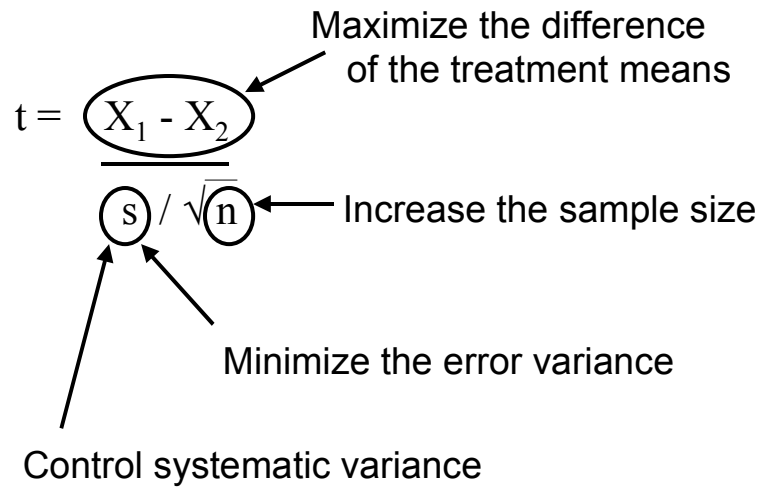 Maximize the difference
of the treatment means
t = X₁ - X₂
s / √n
Increase the sample size
Minimize the error variance
Control systematic variance